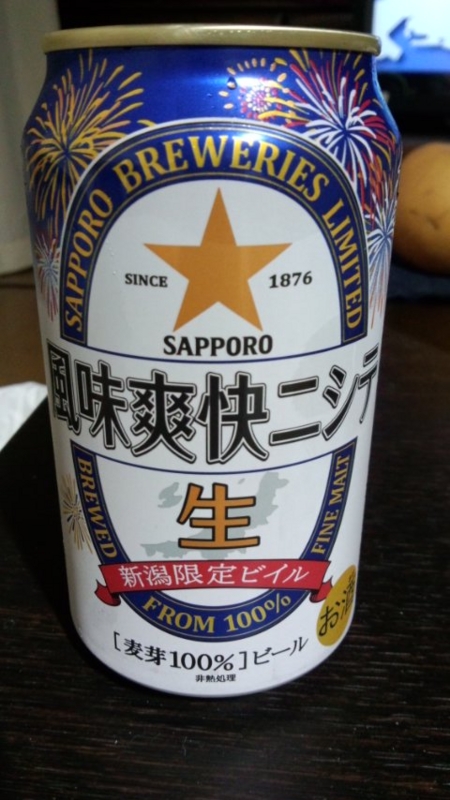 SAPPORO BREWERIES LIMITED
SINCE 1876
SAPPORO
風味爽快ニシテ
生
BREWED FROM 100% FINE MALT
新潟限定ビイル
お酒
[麦芽100%]ビール
非熱処理